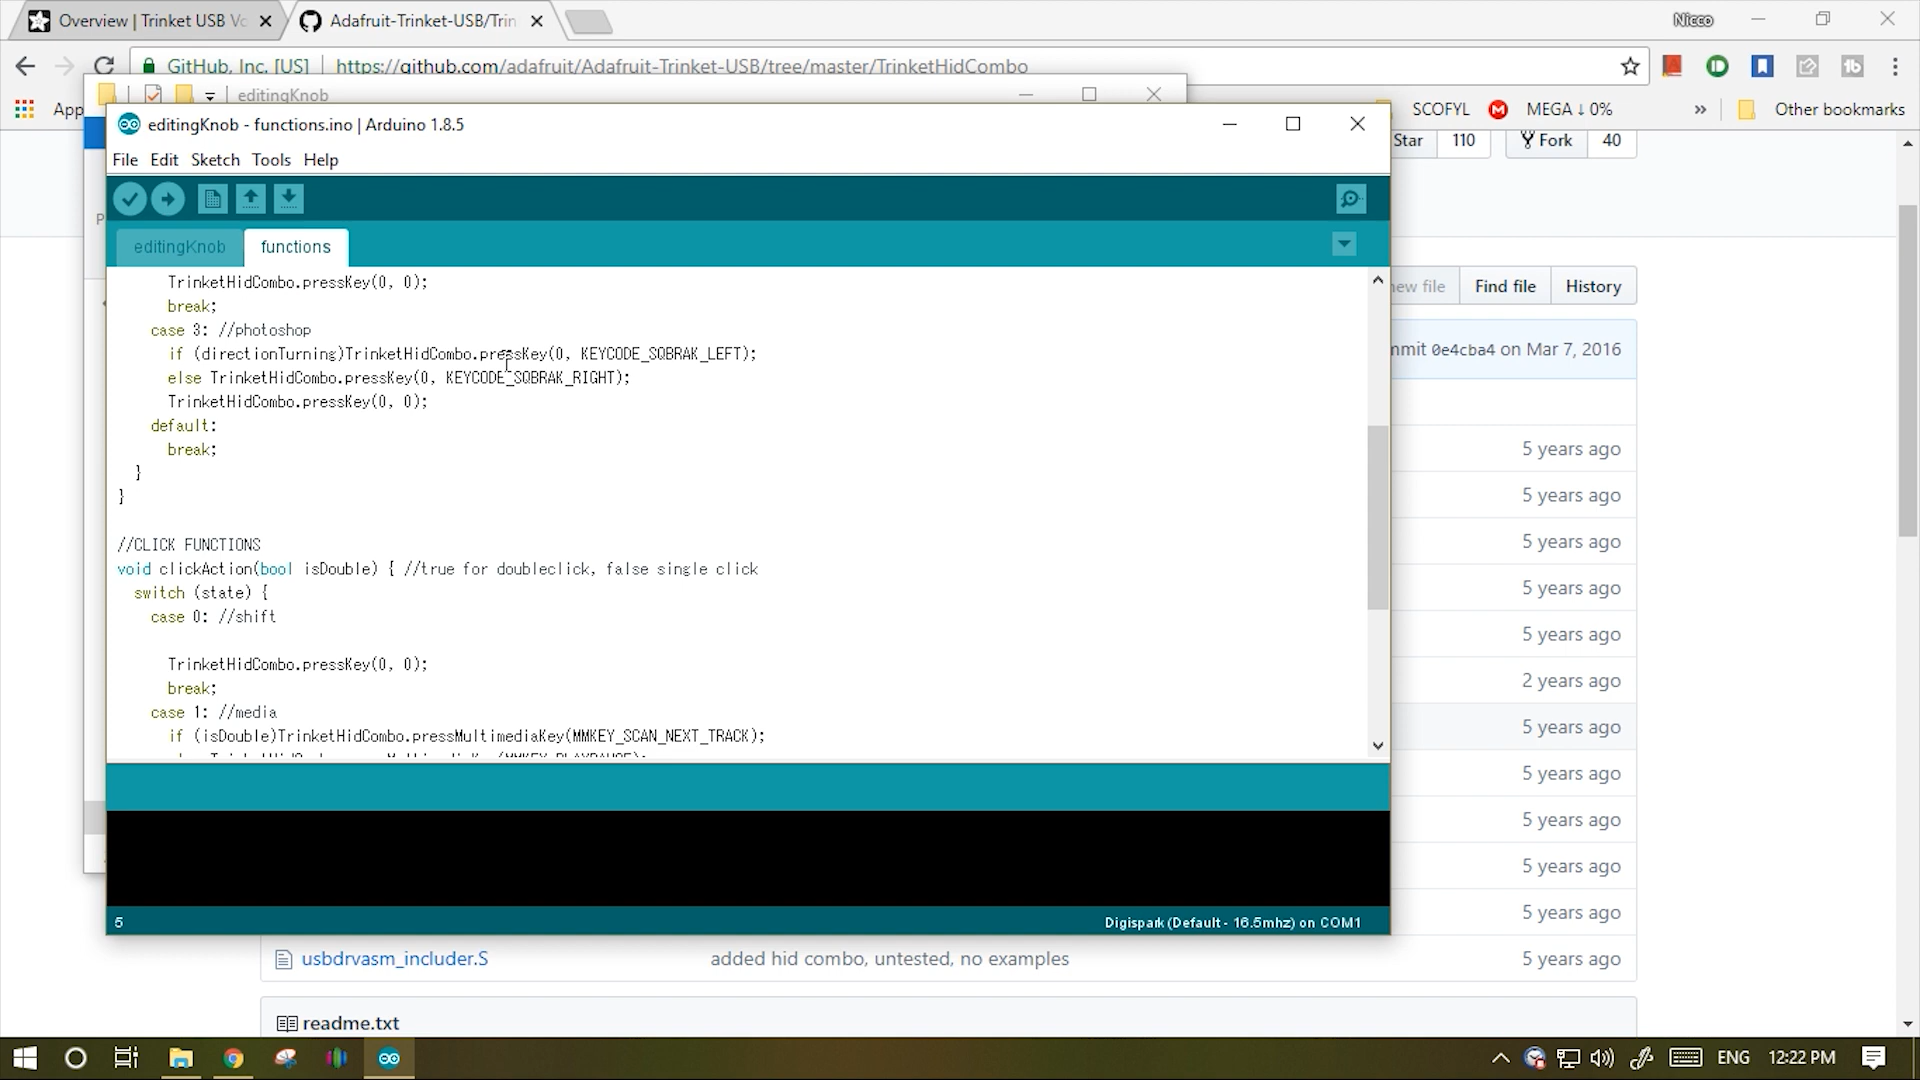 Overview | Trinket USB Vo
Adafruit-Trinket-USB/Trin
Nicco
GitHub, Inc. [US] | https://github.com/adafruit/Adafruit-Trinket-USB/tree/master/TrinketHidCombo
App
editingKnob
SCOFYL
MEGA ↓ 0%
»
Other bookmarks
editingKnob - functions.ino | Arduino 1.8.5
Star 110
Fork 40
File Edit Sketch Tools Help
editingKnob
functions
TrinketHidCombo.pressKey(0, 0);
break;
case 3: //photoshop
if (directionTurning)TrinketHidCombo.pressKey(0, KEYCODE_SQBRAK_LEFT);
else TrinketHidCombo.pressKey(0, KEYCODE_SQBRAK_RIGHT);
TrinketHidCombo.pressKey(0, 0);
default:
break;
}
}
//CLICK FUNCTIONS
void clickAction(bool isDouble) { //true for doubleclick, false single click
switch (state) {
case 0: //shift
TrinketHidCombo.pressKey(0, 0);
break;
case 1: //media
if (isDouble)TrinketHidCombo.pressMultimediaKey(MMKEY_SCAN_NEXT_TRACK);
5
Digispark (Default - 16.5mhz) on COM1
file
Find file
History
0e4cba4 on Mar 7, 2016
5 years ago
5 years ago
5 years ago
5 years ago
5 years ago
2 years ago
5 years ago
5 years ago
5 years ago
5 years ago
5 years ago
usbdrvasm_includer.S
added hid combo, untested, no examples
5 years ago
readme.txt
ENG
12:22 PM